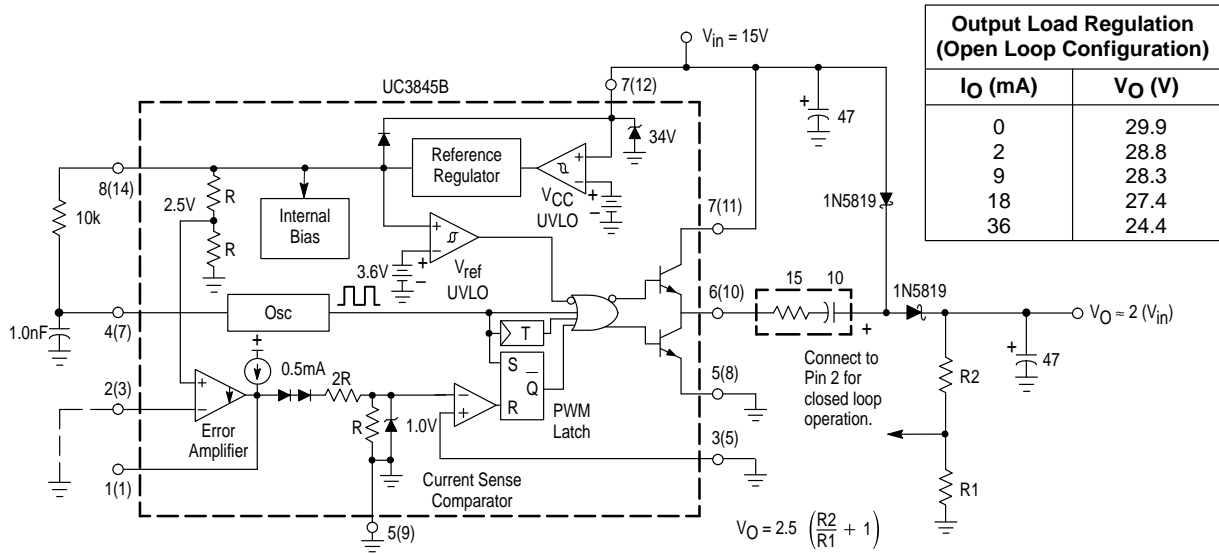 Vin = 15V
Output Load Regulation
(Open Loop Configuration)
IO (mA)
VO (V)
0
29.9
2
28.8
9
28.3
18
27.4
36
24.4
UC3845B
7(12)
34V
+
47
8(14)
Reference
Regulator
+
−
VCC
UVLO
+
−
R
2.5V
R
Internal
Bias
10k
1N5819
7(11)
+
−
Vref
UVLO
3.6V
+
−
15
10
6(10)
+
1N5819
VO ≈ 2 (Vin)
4(7)
Osc
1.0nF
T
+
47
Connect to
Pin 2 for
closed loop
operation.
R2
+
0.5mA
2R
S
Q
R
PWM
Latch
5(8)
2(3)
+
−
Error
Amplifier
R
1.0V
−
+
3(5)
R1
1(1)
Current Sense
Comparator
5(9)
VO = 2.5 (R2/R1 + 1)